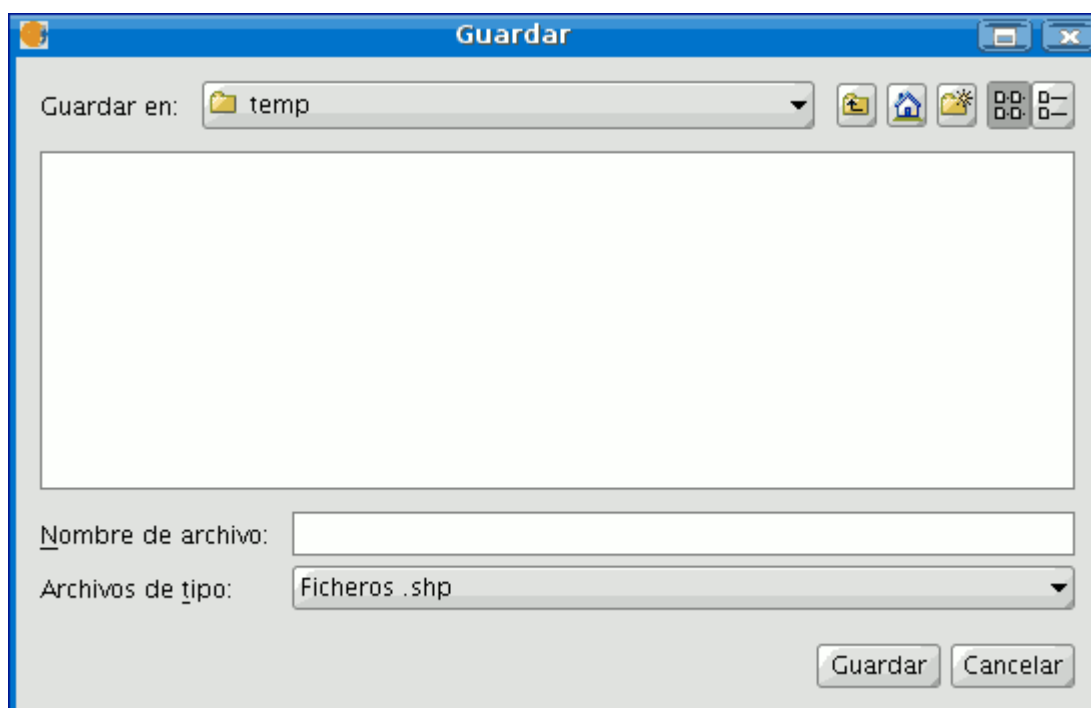 Guardar
Guardar en: temp
Nombre de archivo:
Archivos de tipo: Ficheros .shp
Guardar Cancelar